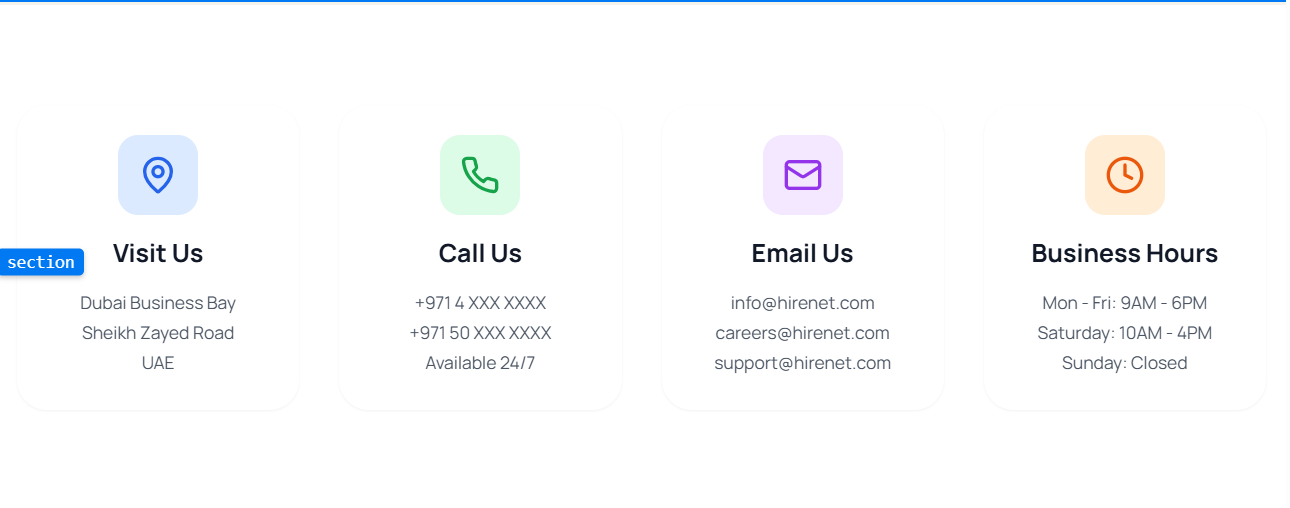 section
Visit Us
Dubai Business Bay
Sheikh Zayed Road
UAE
Call Us
+971 4 XXX XXXX
+971 50 XXX XXXX
Available 24/7
Email Us
info@hirenet.com
careers@hirenet.com
support@hirenet.com
Business Hours
Mon - Fri: 9AM - 6PM
Saturday: 10AM - 4PM
Sunday: Closed